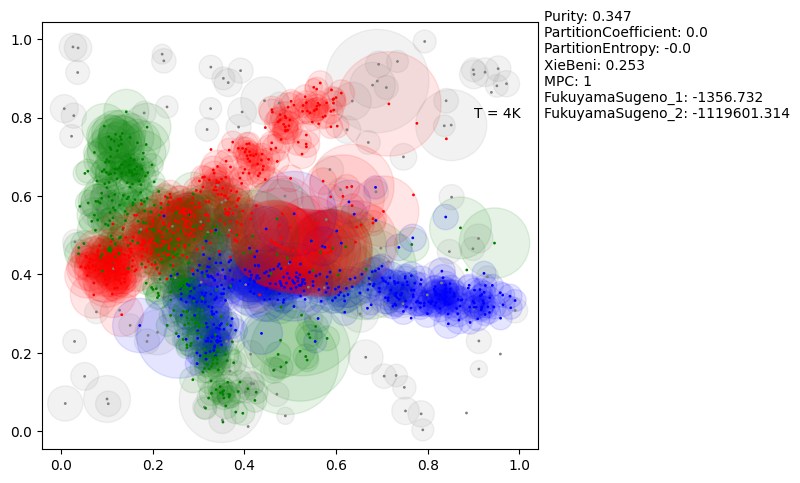 Purity: 0.347
PartitionCoefficient: 0.0
PartitionEntropy: -0.0
XieBeni: 0.253
MPC: 1
FukuyamaSugeno_1: -1356.732
FukuyamaSugeno_2: -1119601.314
T = 4K
1.0
0.8
0.6
0.4
0.2
0.0
0.0 0.2 0.4 0.6 0.8 1.0